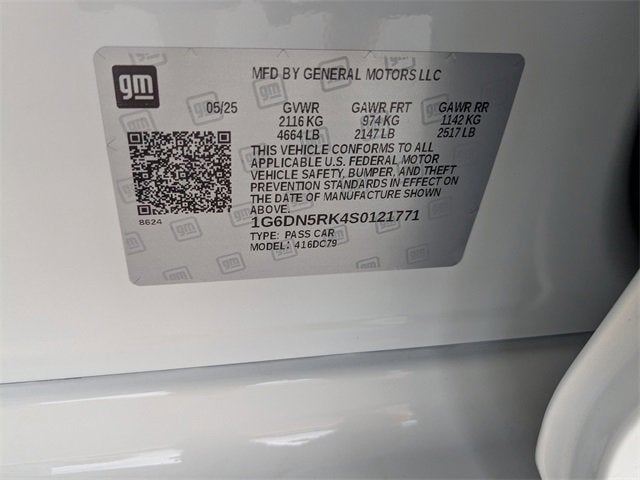 gm
MFD BY GENERAL MOTORS LLC
05/25 GVWR GAWR FRT GAWR RR
2116 KG 974 KG 1142 KG
4664 LB 2147 LB 2517 LB
THIS VEHICLE CONFORMS TO ALL
APPLICABLE U.S. FEDERAL MOTOR
VEHICLE SAFETY, BUMPER, AND THEFT
PREVENTION STANDARDS IN EFFECT ON
THE DATE OF MANUFACTURE SHOWN
ABOVE.
8624
1G6DN5RK4S0121771
TYPE: PASS CAR
MODEL: 416DC79